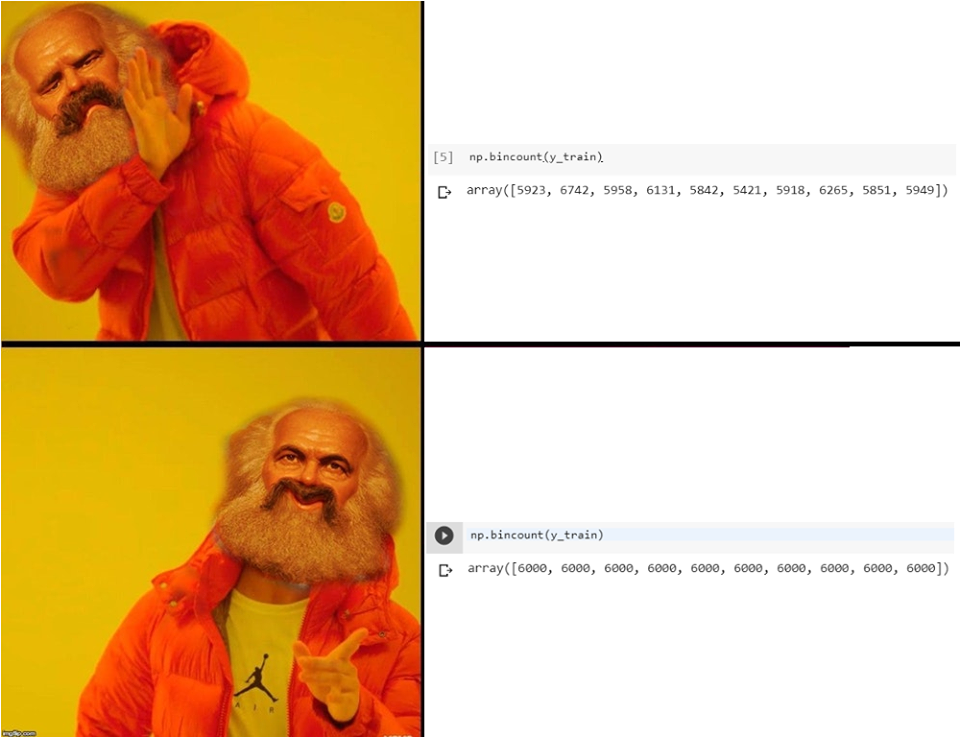 [5] np.bincount(y_train)
array([5923, 6742, 5958, 6131, 5842, 5421, 5918, 6265, 5851, 5949])
np.bincount(y_train)
array([6000, 6000, 6000, 6000, 6000, 6000, 6000, 6000, 6000, 6000])
A I R
imgflip.com